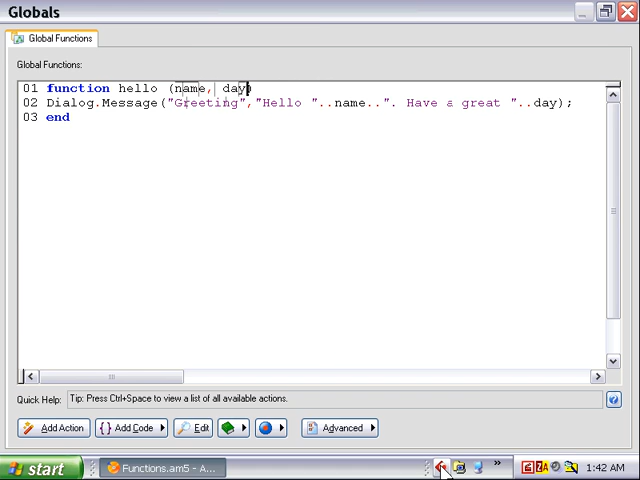 Globals
Global Functions
Global Functions:
01 function hello (name, day)
02 Dialog.Message("Greeting","Hello "..name..". Have a great "..day);
03 end
Quick Help: Tip: Press Ctrl+Space to view a list of all available actions.
Add Action
Add Code
Edit
Advanced
start
Functions.am5 - A...
1:42 AM